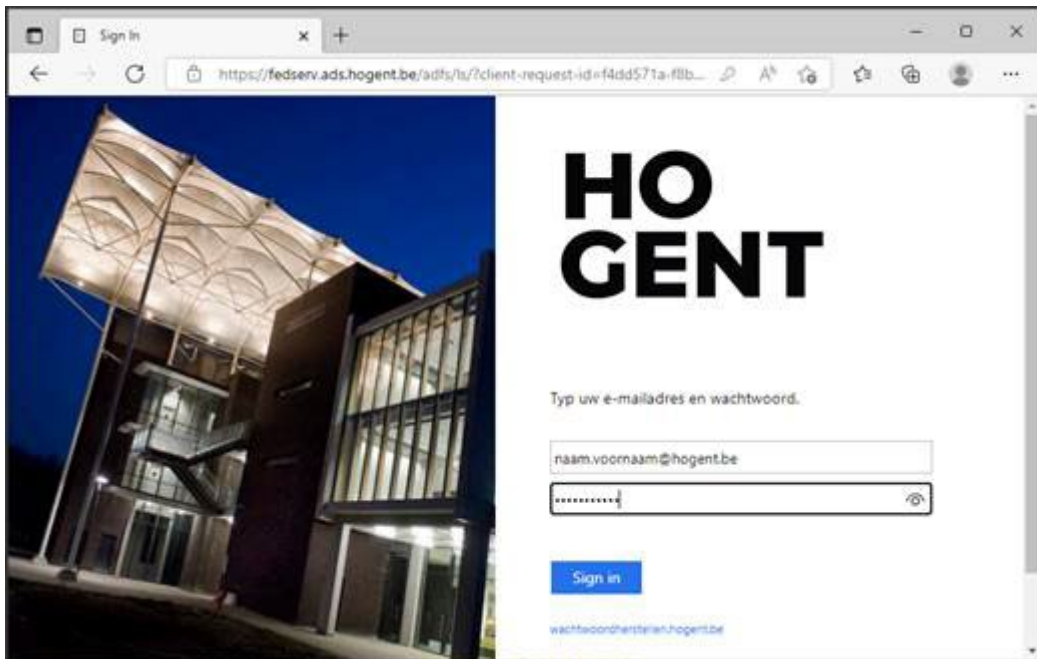 Sign In
https://fedserv.ads.hogent.be/adfs/ls/?client-request-id=f4dd571a-f8b...
HO
GENT
Typ uw e-mailadres en wachtwoord.
naam.voornaam@hogent.be
Sign in
wachtwoordherstellen.hogent.be